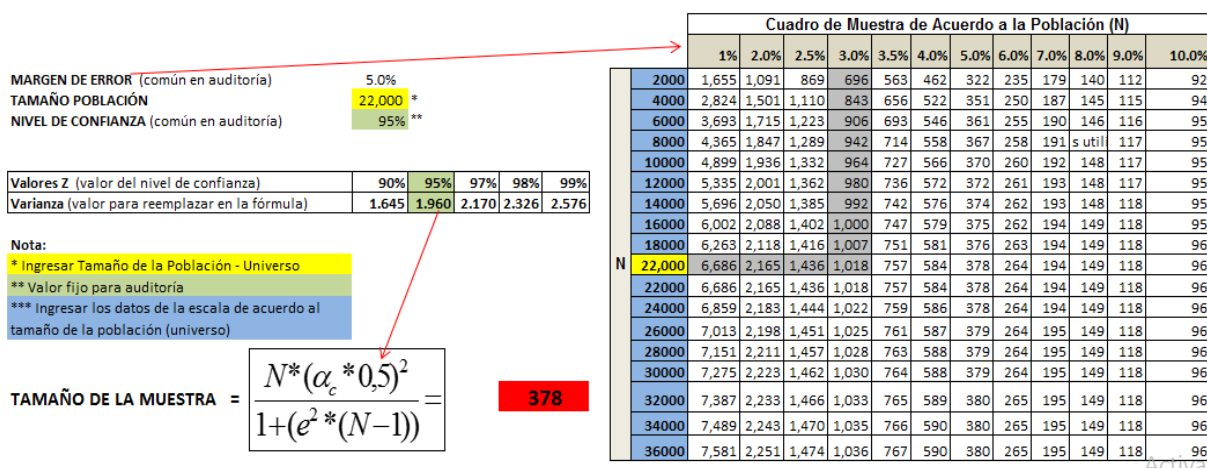 Cuadro de Muestra de Acuerdo a la Población (N)
1% 2.0% 2.5% 3.0% 3.5% 4.0% 5.0% 6.0% 7.0% 8.0% 9.0% 10.0%
MARGEN DE ERROR (común en auditoría) 5.0%
TAMAÑO POBLACIÓN 22,000 *
NIVEL DE CONFIANZA (común en auditoría) 95% **
Valores Z (valor del nivel de confianza) 90% 95% 97% 98% 99%
Varianza (valor para reemplazar en la fórmula) 1.645 1.960 2.170 2.326 2.576
Nota:
* Ingresar Tamaño de la Población - Universo
** Valor fijo para auditoría
*** Ingresar los datos de la escala de acuerdo al
tamaño de la población (universo)
TAMAÑO DE LA MUESTRA =
N*(α_c*0,5)²
1+(e²*(N−1))
=
378
N
2000 1,655 1,091 869 696 563 462 322 235 179 140 112 92
4000 2,824 1,501 1,110 843 656 522 351 250 187 145 115 94
6000 3,693 1,715 1,223 906 693 546 361 255 190 146 116 95
8000 4,365 1,847 1,289 942 714 558 367 258 191 s utili 117 95
10000 4,899 1,936 1,332 964 727 566 370 260 192 148 117 95
12000 5,335 2,001 1,362 980 736 572 372 261 193 148 117 95
14000 5,696 2,050 1,385 992 742 576 374 262 193 148 118 95
16000 6,002 2,088 1,402 1,000 747 579 375 262 194 149 118 95
18000 6,263 2,118 1,416 1,007 751 581 376 263 194 149 118 96
22,000 6,686 2,165 1,436 1,018 757 584 378 264 194 149 118 96
22000 6,686 2,165 1,436 1,018 757 584 378 264 194 149 118 96
24000 6,859 2,183 1,444 1,022 759 586 378 264 194 149 118 96
26000 7,013 2,198 1,451 1,025 761 587 379 264 195 149 118 96
28000 7,151 2,211 1,457 1,028 763 588 379 264 195 149 118 96
30000 7,275 2,223 1,462 1,030 764 588 379 264 195 149 118 96
32000 7,387 2,233 1,466 1,033 765 589 380 265 195 149 118 96
34000 7,489 2,243 1,470 1,035 766 590 380 265 195 149 118 96
36000 7,581 2,251 1,474 1,036 767 590 380 265 195 149 118 96